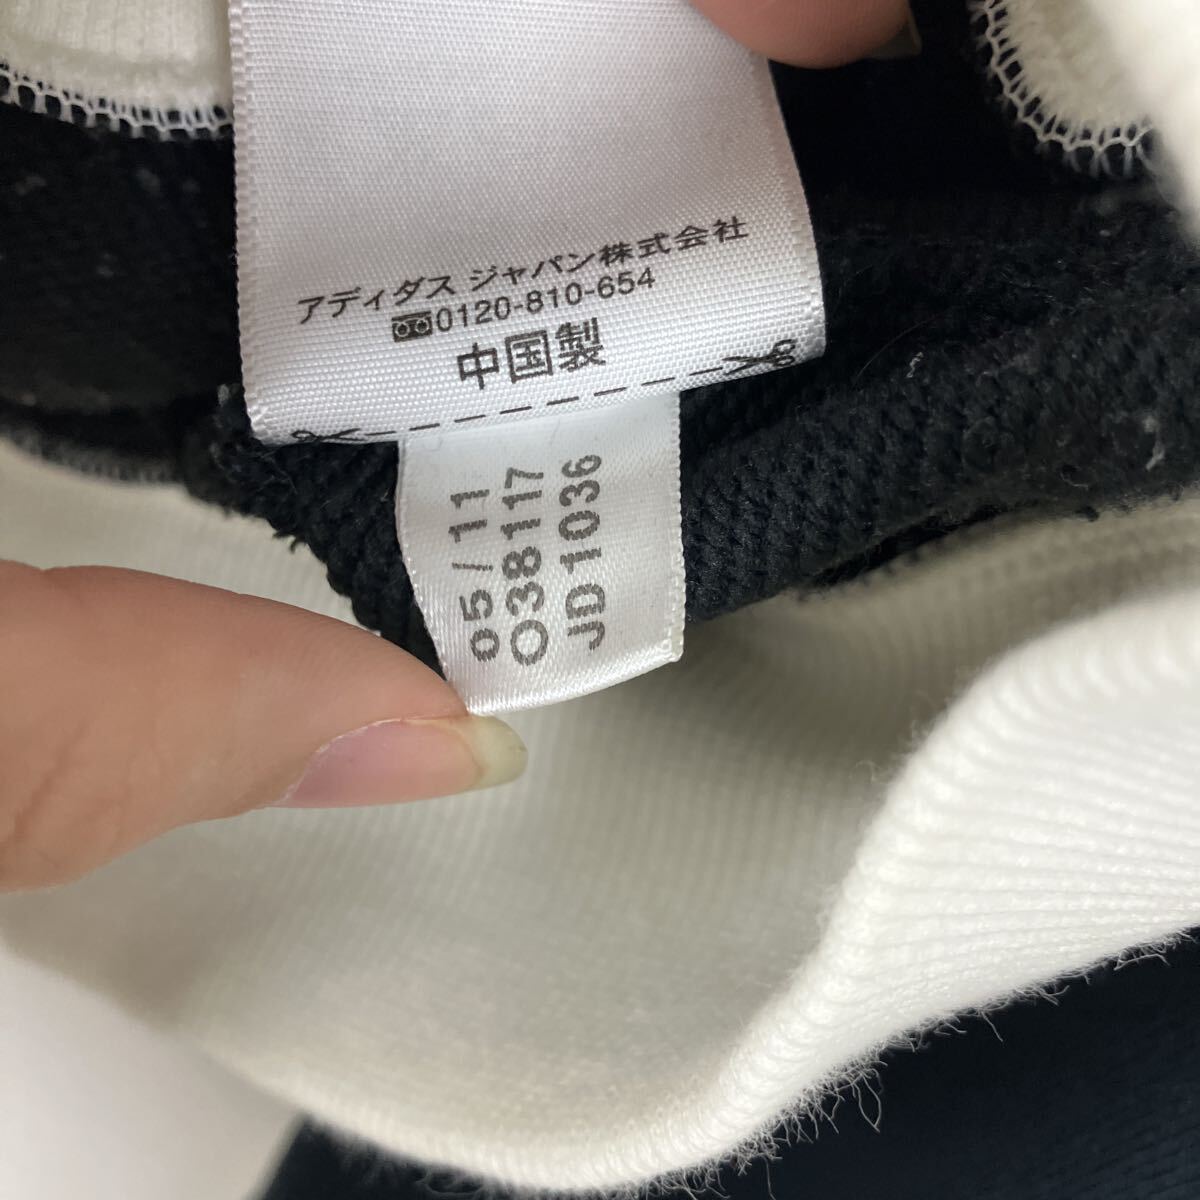 アディダス ジャパン株式会社
0120-810-654
中国製
05/11
O38117
JD1036